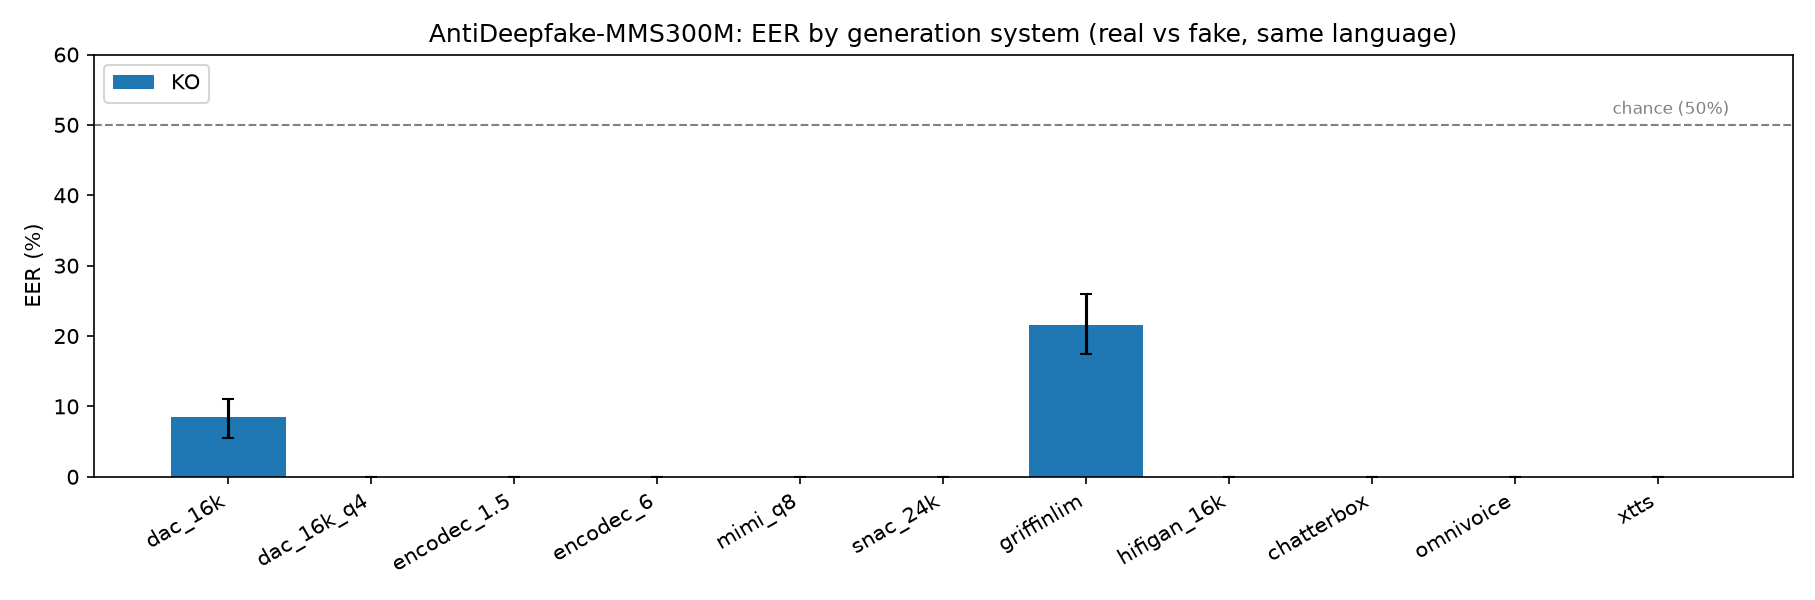 AntiDeepfake-MMS300M: EER by generation system (real vs fake, same language)
KO
chance (50%)
EER (%)
60
50
40
30
20
10
0
dac_16k
dac_16k_q4
encodec_1.5
encodec_6
mimi_q8
snac_24k
griffinlim
hifigan_16k
chatterbox
omnivoice
xtts